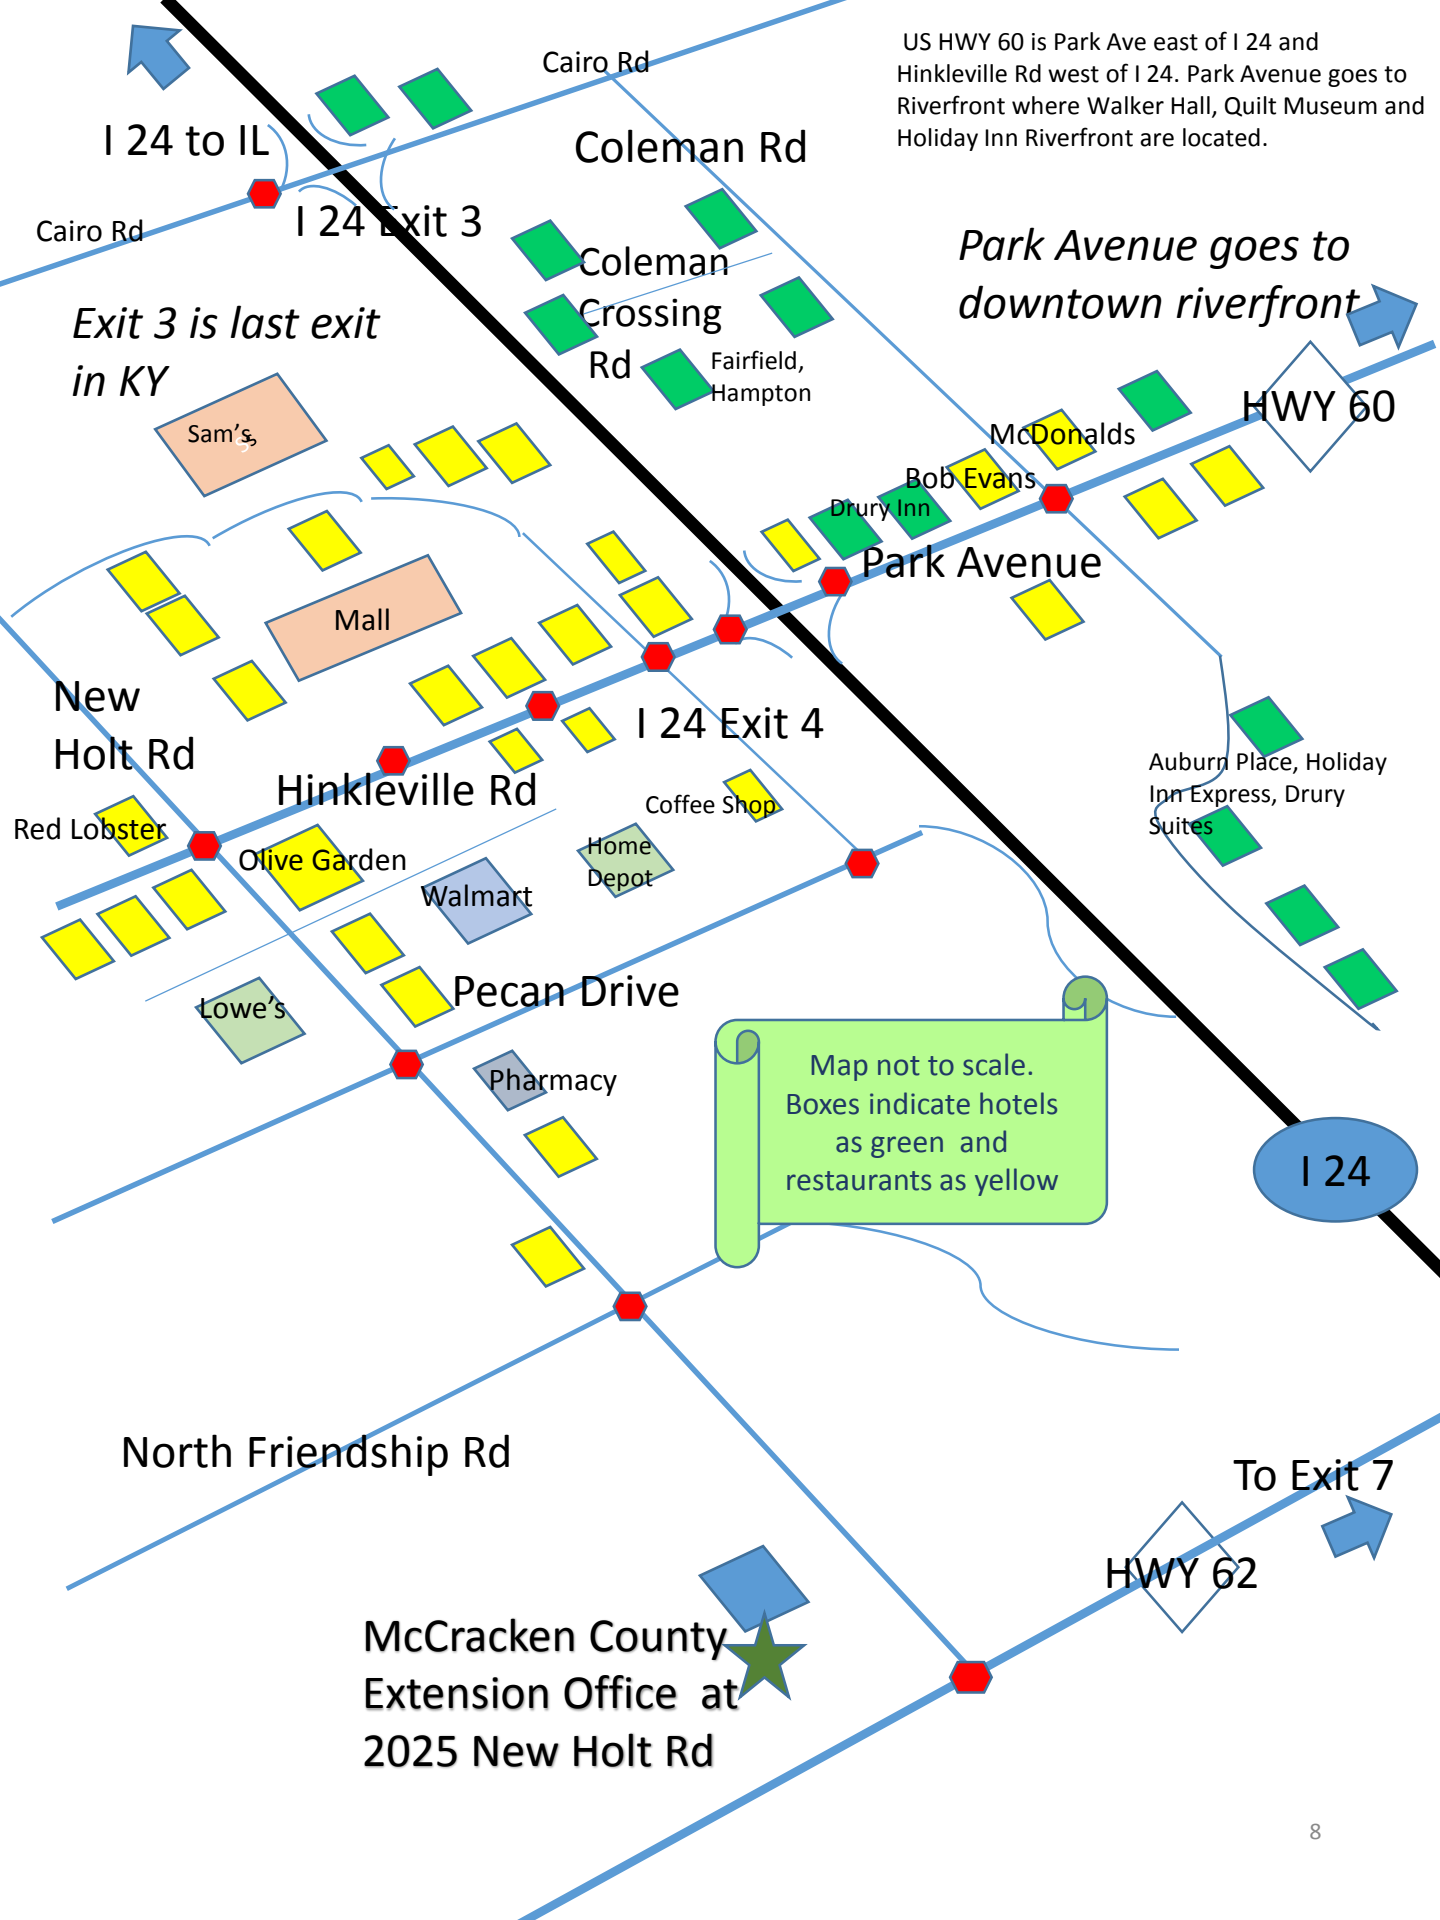 US HWY 60 is Park Ave east of I 24 and
Hinkleville Rd west of I 24. Park Avenue goes to
Riverfront where Walker Hall, Quilt Museum and
Holiday Inn Riverfront are located.
Cairo Rd
I 24 to IL
Coleman Rd
I 24 Exit 3
Cairo Rd
Coleman
Crossing
Rd
Park Avenue goes to
downtown riverfront
Exit 3 is last exit
in KY
Fairfield,
Hampton
HWY 60
Sam's
McDonalds
Bob Evans
Drury Inn
Park Avenue
Mall
New
Holt Rd
I 24 Exit 4
Hinkleville Rd
Auburn Place, Holiday
Inn Express, Drury
Suites
Coffee Shop
Red Lobster
Olive Garden
Home
Depot
Walmart
Pecan Drive
Lowe's
Pharmacy
Map not to scale.
Boxes indicate hotels
as green and
restaurants as yellow
I 24
North Friendship Rd
To Exit 7
HWY 62
McCracken County
Extension Office at
2025 New Holt Rd
8